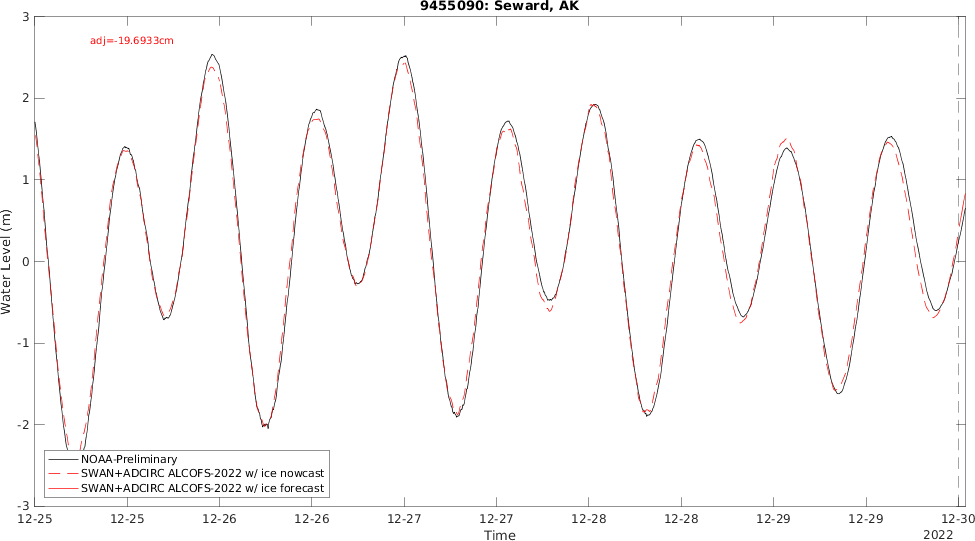 9455090: Seward, AK
adj=-19.6933cm
3
2
1
0
-1
-2
-3
Water Level (m)
NOAA-Preliminary
SWAN+ADCIRC ALCOFS-2022 w/ ice nowcast
SWAN+ADCIRC ALCOFS-2022 w/ ice forecast
12-25 12-25 12-26 12-26 12-27 12-27 12-28 12-28 12-29 12-29 12-30
Time
2022